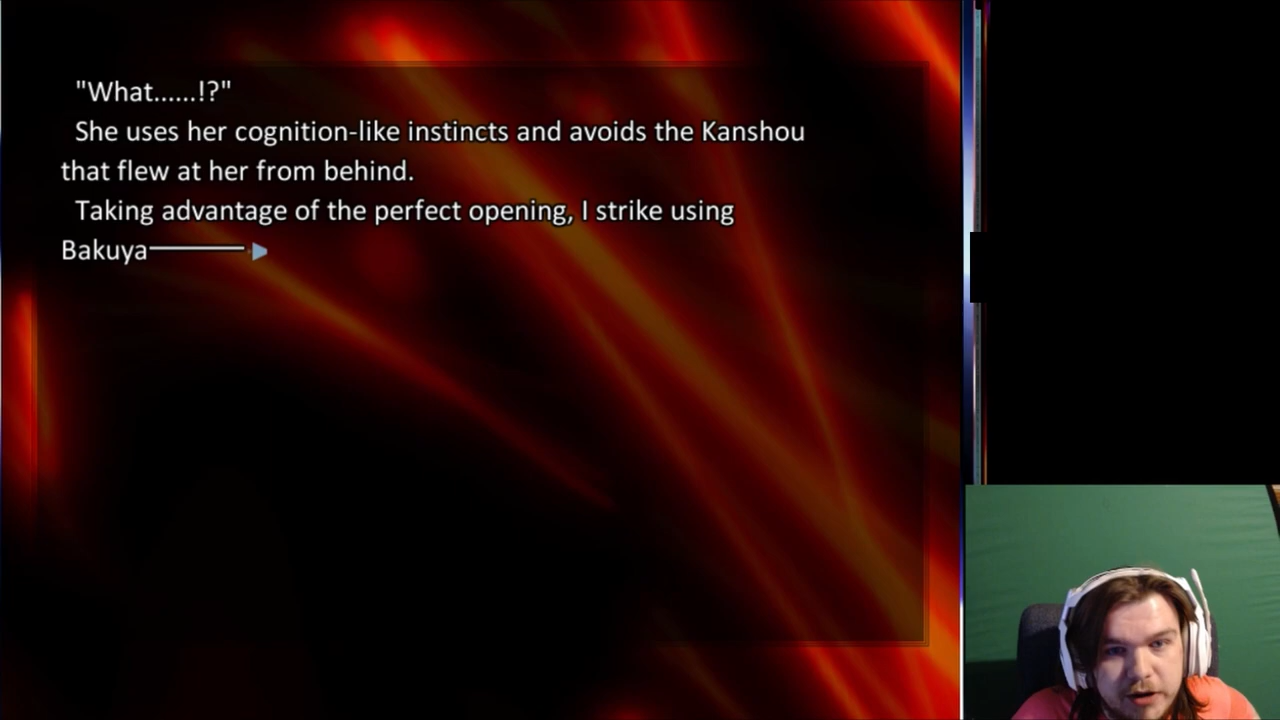 "What......!?"
She uses her cognition-like instincts and avoids the Kanshou
that flew at her from behind.
Taking advantage of the perfect opening, I strike using
Bakuya————